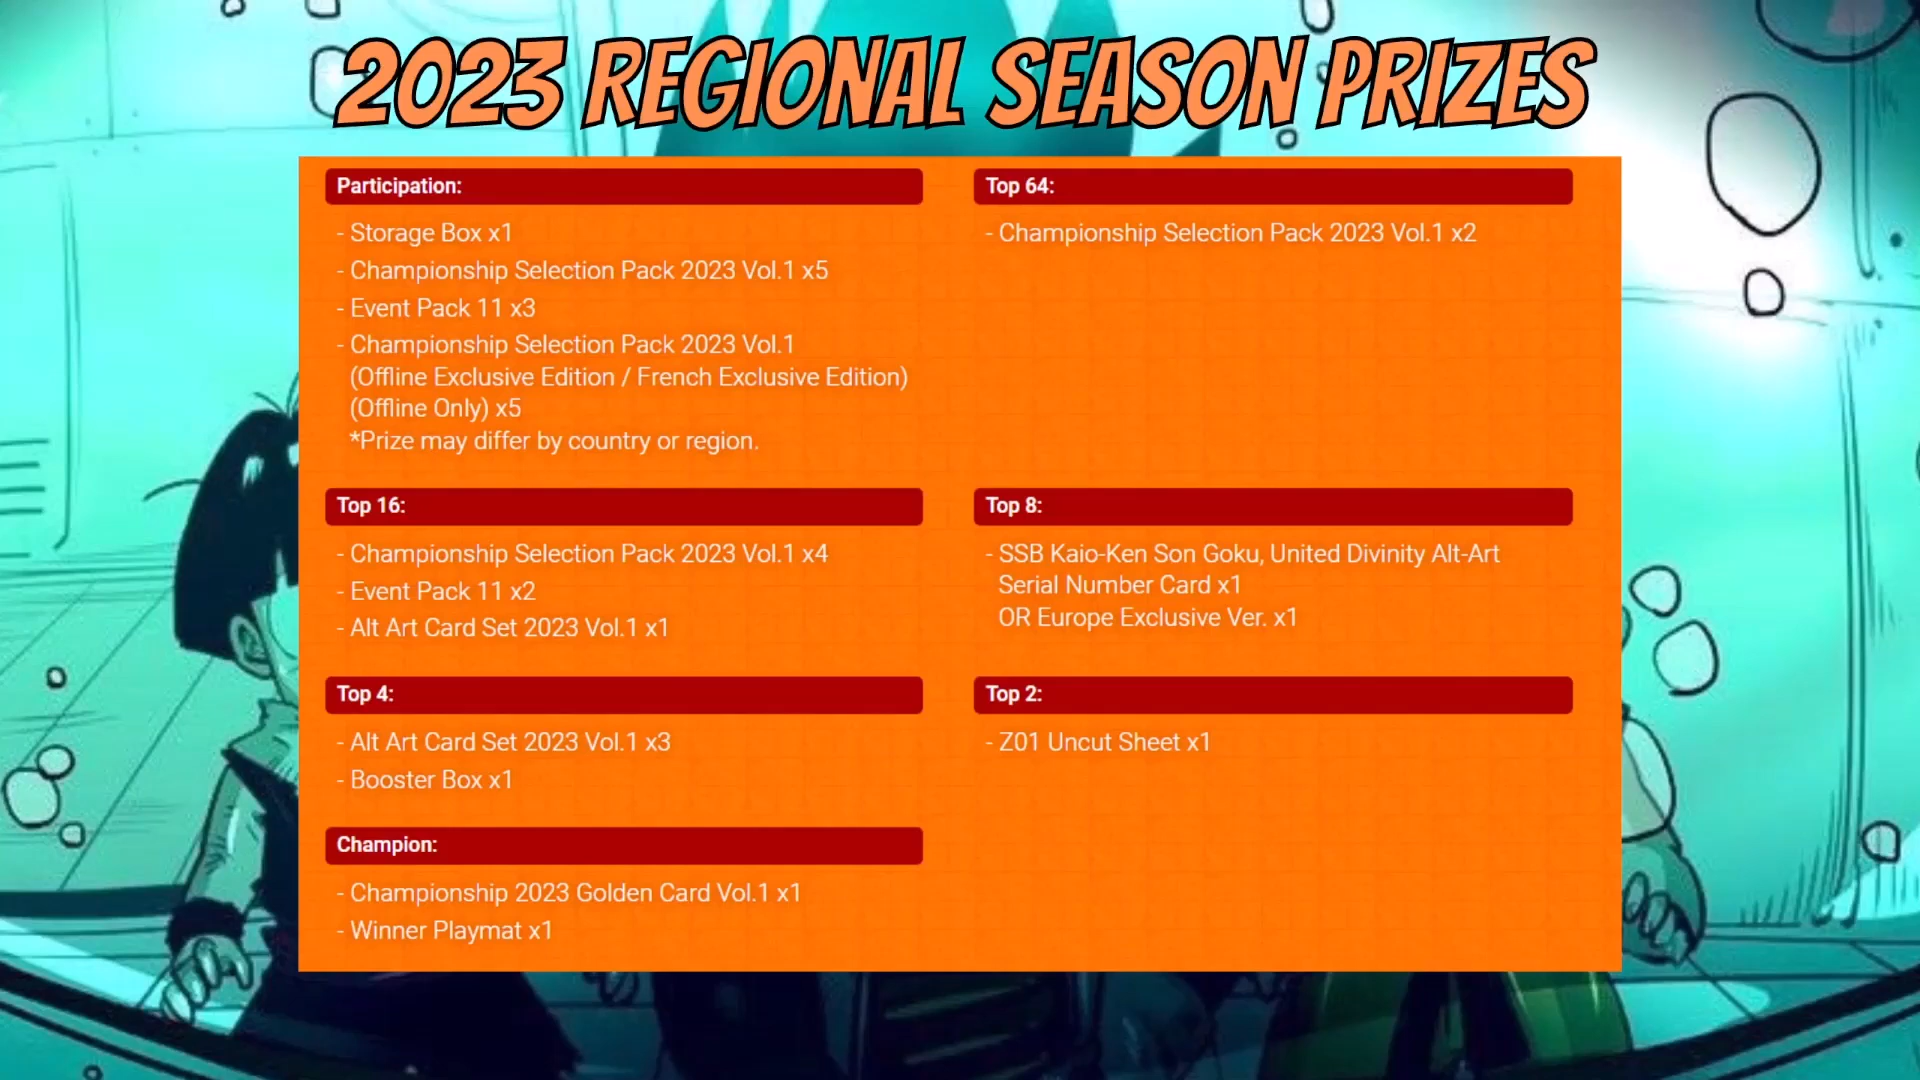 2023 REGIONAL SEASON PRIZES
Participation:
- Storage Box x1
- Championship Selection Pack 2023 Vol.1 x5
- Event Pack 11 x3
- Championship Selection Pack 2023 Vol.1
(Offline Exclusive Edition / French Exclusive Edition)
(Offline Only) x5
*Prize may differ by country or region.
Top 64:
- Championship Selection Pack 2023 Vol.1 x2
Top 16:
- Championship Selection Pack 2023 Vol.1 x4
- Event Pack 11 x2
- Alt Art Card Set 2023 Vol.1 x1
Top 8:
- SSB Kaio-Ken Son Goku, United Divinity Alt-Art
Serial Number Card x1
OR Europe Exclusive Ver. x1
Top 4:
- Alt Art Card Set 2023 Vol.1 x3
- Booster Box x1
Top 2:
- Z01 Uncut Sheet x1
Champion:
- Championship 2023 Golden Card Vol.1 x1
- Winner Playmat x1